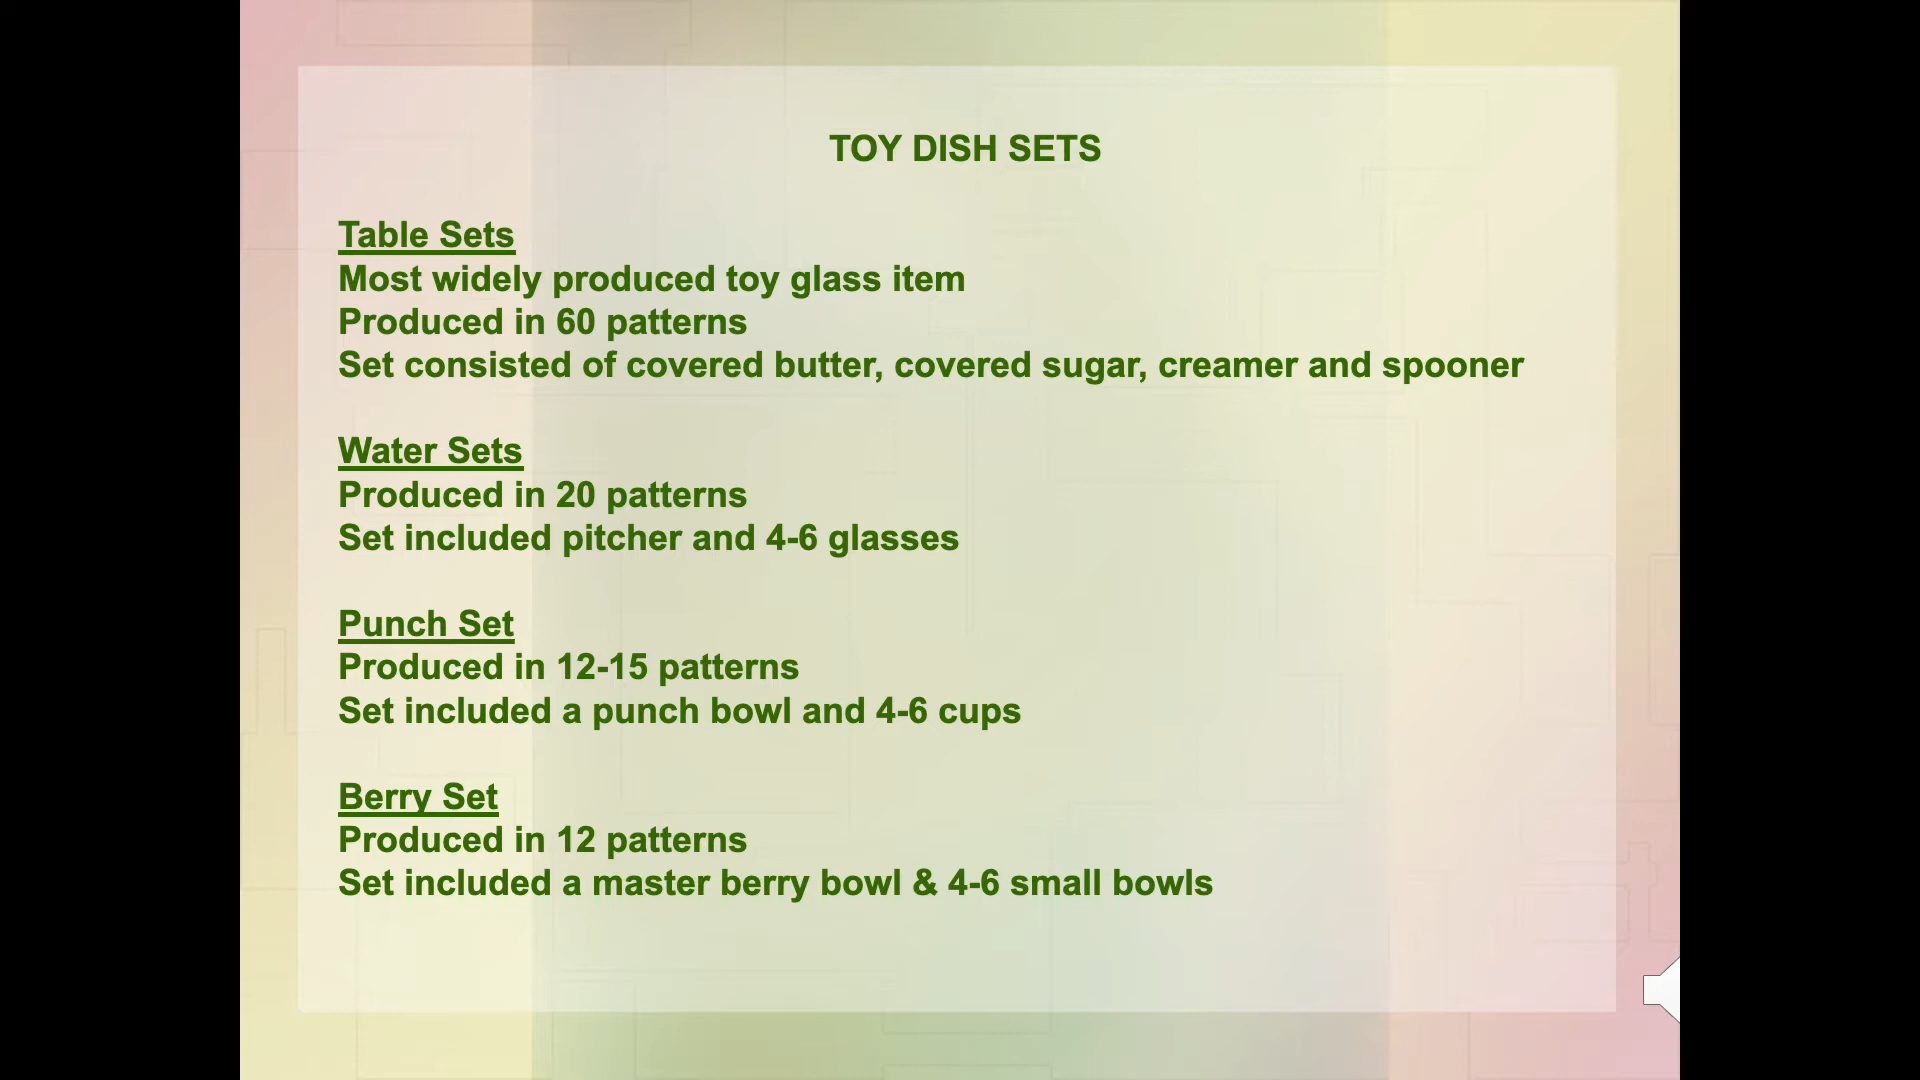 TOY DISH SETS
Table Sets
Most widely produced toy glass item
Produced in 60 patterns
Set consisted of covered butter, covered sugar, creamer and spooner
Water Sets
Produced in 20 patterns
Set included pitcher and 4-6 glasses
Punch Set
Produced in 12-15 patterns
Set included a punch bowl and 4-6 cups
Berry Set
Produced in 12 patterns
Set included a master berry bowl & 4-6 small bowls